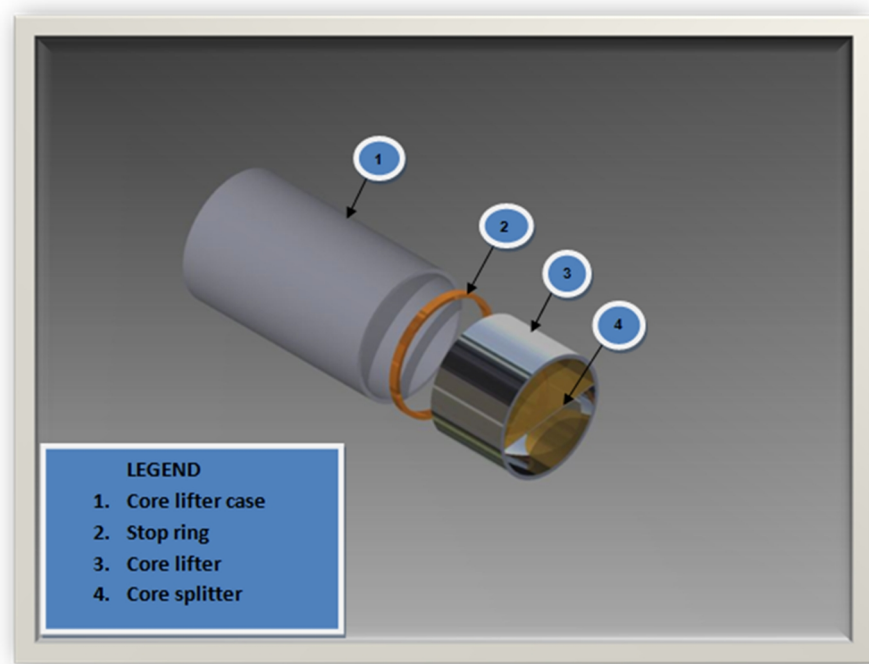 1
2
3
4
LEGEND
1. Core lifter case
2. Stop ring
3. Core lifter
4. Core splitter